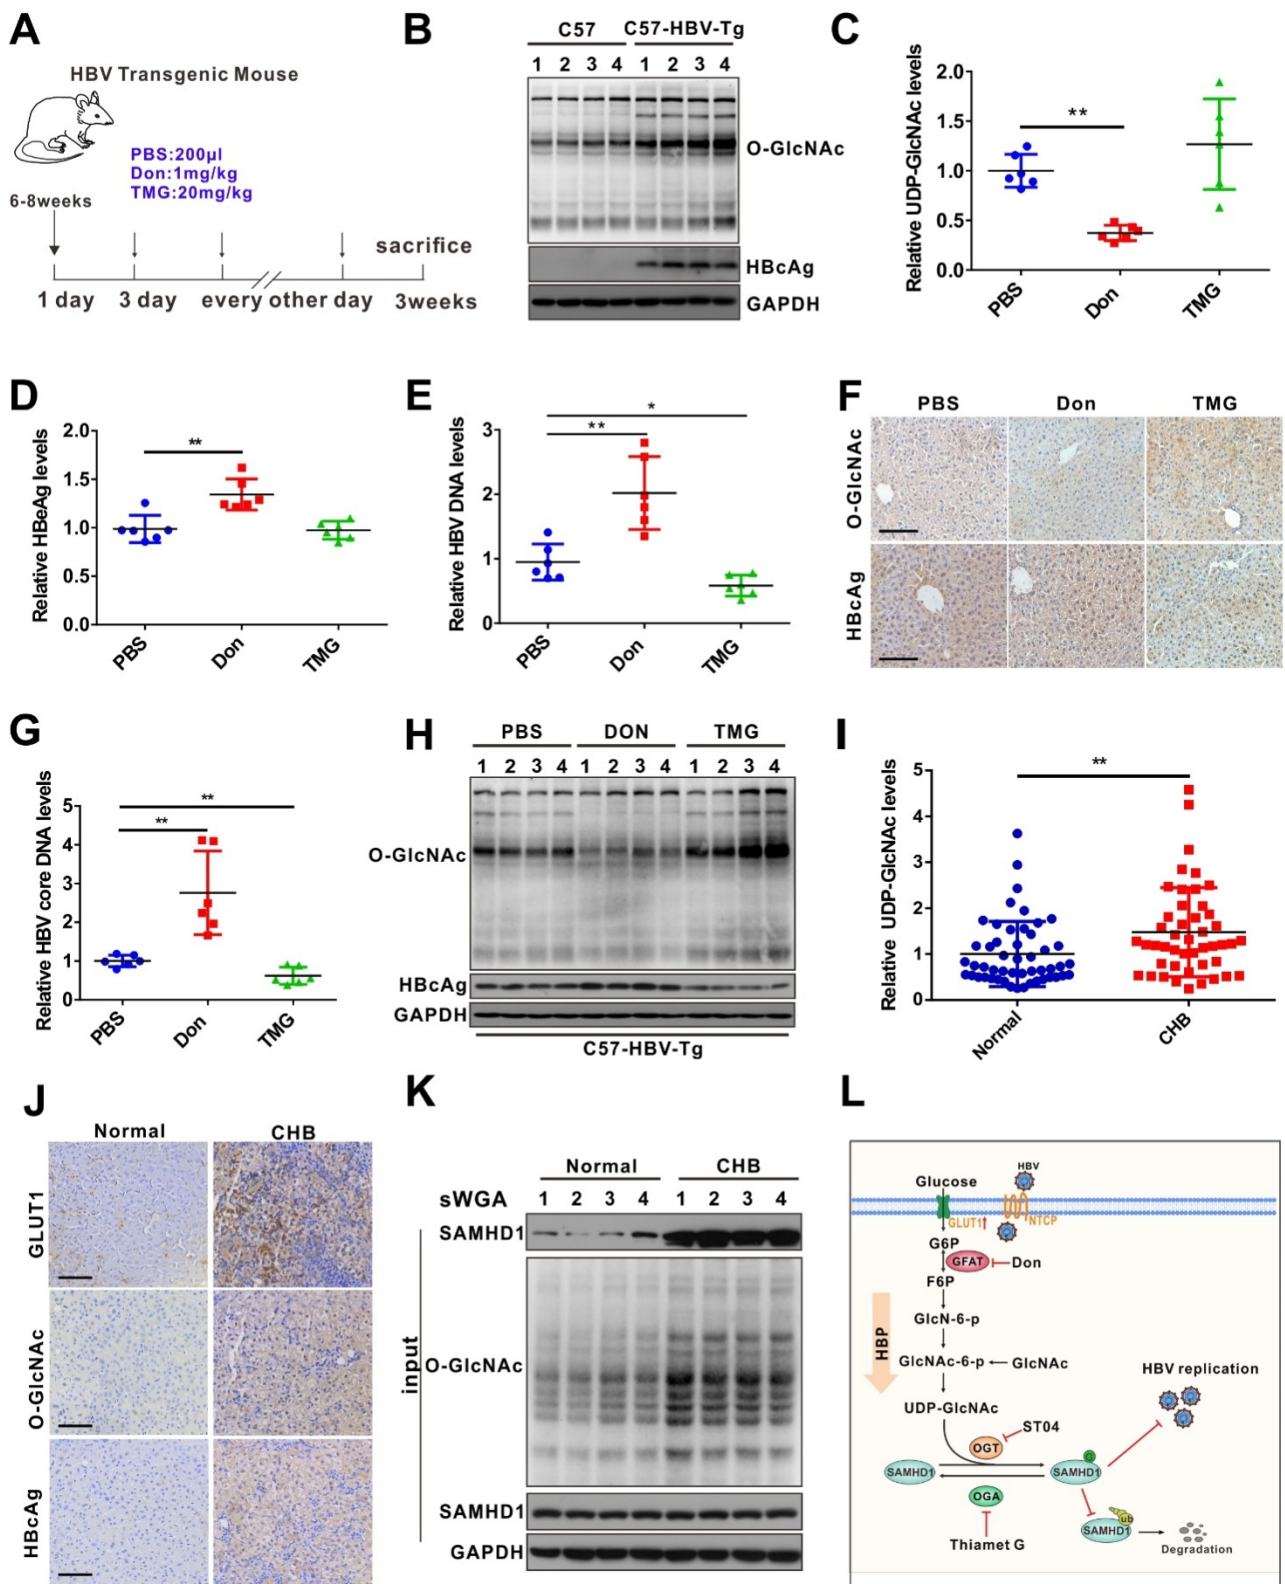 A
HBV Transgenic Mouse
PBS:200μl
Don:1mg/kg
TMG:20mg/kg
6-8weeks
sacrifice
1 day 3 day every other day 3weeks
B
C57 C57-HBV-Tg
1 2 3 4 1 2 3 4
O-GlcNAc
HBcAg
GAPDH
C
Relative UDP-GlcNAc levels
2.0
1.5
1.0
0.5
0.0
**
PBS Don TMG
D
Relative HBeAg levels
2.0
1.5
1.0
0.5
0.0
**
PBS Don TMG
E
Relative HBV DNA levels
3
2
1
0
*
**
PBS Don TMG
F
PBS Don TMG
O-GlcNAc
HBcAg
G
Relative HBV core DNA levels
5
4
3
2
1
0
**
**
PBS Don TMG
H
PBS DON TMG
1 2 3 4 1 2 3 4 1 2 3 4
O-GlcNAc
HBcAg
GAPDH
C57-HBV-Tg
I
Relative UDP-GlcNAc levels
5
4
3
2
1
0
**
Normal CHB
J
Normal CHB
GLUT1
O-GlcNAc
HBcAg
K
Normal CHB
sWGA 1 2 3 4 1 2 3 4
SAMHD1
input
O-GlcNAc
SAMHD1
GAPDH
L
HBV
Glucose
GLUT1↑ NTCP
G6P
GFAT Don
F6P
HBP
GlcN-6-p
GlcNAc-6-p GlcNAc
HBV replication
UDP-GlcNAc
ST04
OGT
G
SAMHD1 SAMHD1
OGA
ub
SAMHD1
Thiamet G
Degradation